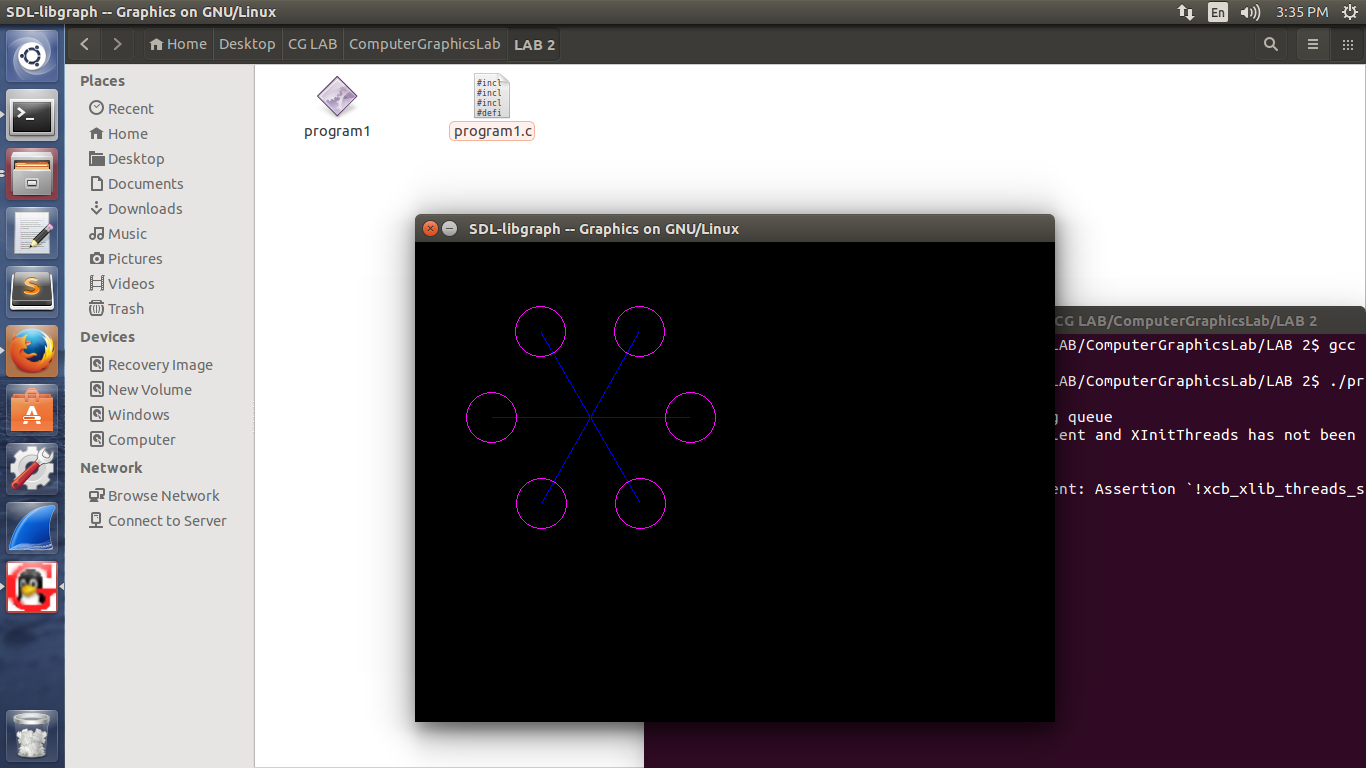 SDL-libgraph -- Graphics on GNU/Linux
En
3:35 PM
Home
Desktop
CG LAB
ComputerGraphicsLab
LAB 2
Places
Recent
Home
Desktop
Documents
Downloads
Music
Pictures
Videos
Trash
Devices
Recovery Image
New Volume
Windows
Computer
Network
Browse Network
Connect to Server
program1
#incl
#incl
#incl
#defi
program1.c
SDL-libgraph -- Graphics on GNU/Linux
CG LAB/ComputerGraphicsLab/LAB 2
LAB/ComputerGraphicsLab/LAB 2$ gcc
LAB/ComputerGraphicsLab/LAB 2$ ./pr
g queue
ient and XInitThreads has not been
ent: Assertion `!xcb_xlib_threads_s